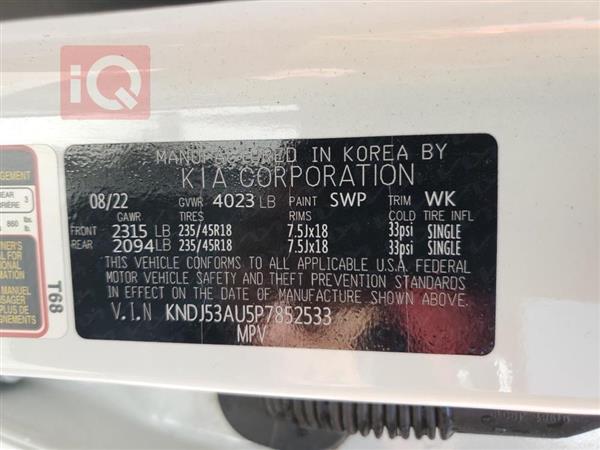 iQ
MANUFACTURED IN KOREA BY
KIA CORPORATION
08/22 GVWR 4023 LB PAINT SWP TRIM WK
GAWR TIRES RIMS COLD TIRE INFL
FRONT 2315 LB 235/45R18 7.5Jx18 33psi SINGLE
REAR 2094 LB 235/45R18 7.5Jx18 33psi SINGLE
THIS VEHICLE CONFORMS TO ALL APPLICABLE U.S.A. FEDERAL
MOTOR VEHICLE SAFETY AND THEFT PREVENTION STANDARDS
IN EFFECT ON THE DATE OF MANUFACTURE SHOWN ABOVE.
V.I.N KNDJ53AU5P7852533
MPV
T68
860